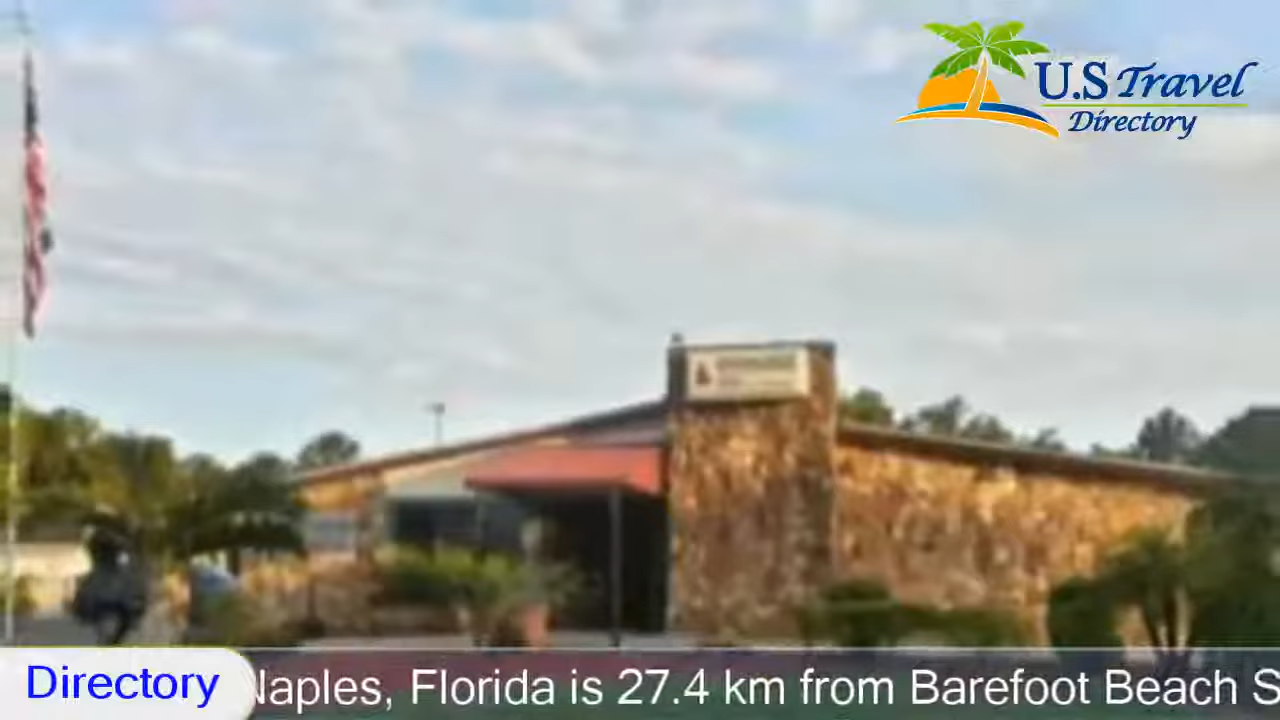 U.S Travel
Directory
Directory
Naples, Florida is 27.4 km from Barefoot Beach S